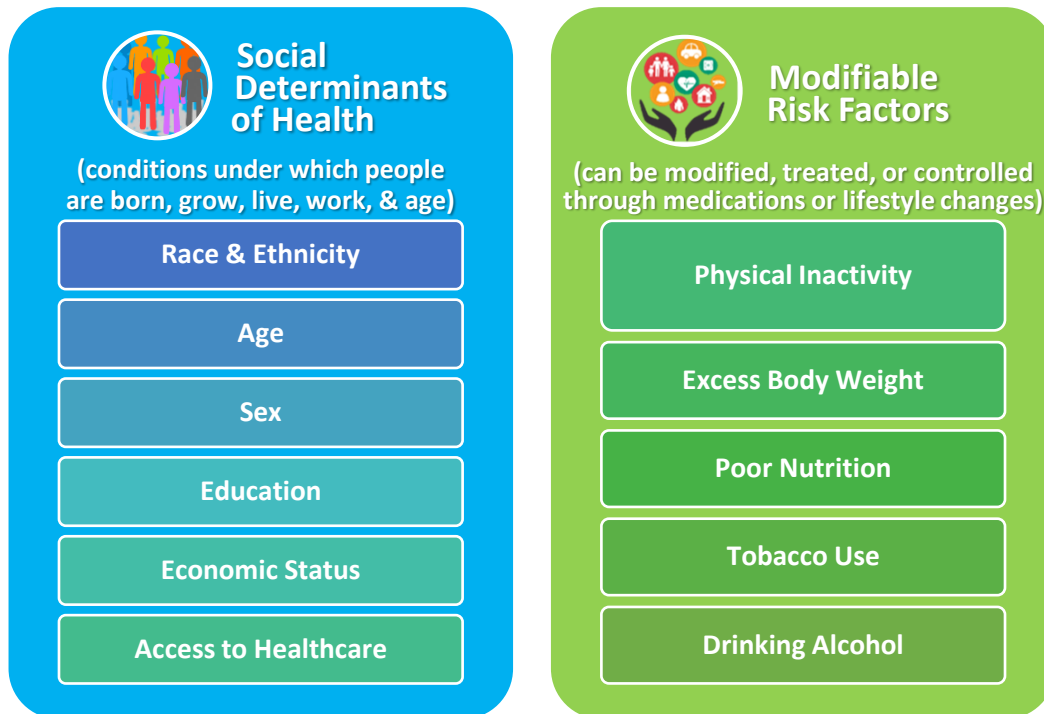 Social
Determinants
of Health
(conditions under which people
are born, grow, live, work, & age)
Race & Ethnicity
Age
Sex
Education
Economic Status
Access to Healthcare
Modifiable
Risk Factors
(can be modified, treated, or controlled
through medications or lifestyle changes)
Physical Inactivity
Excess Body Weight
Poor Nutrition
Tobacco Use
Drinking Alcohol